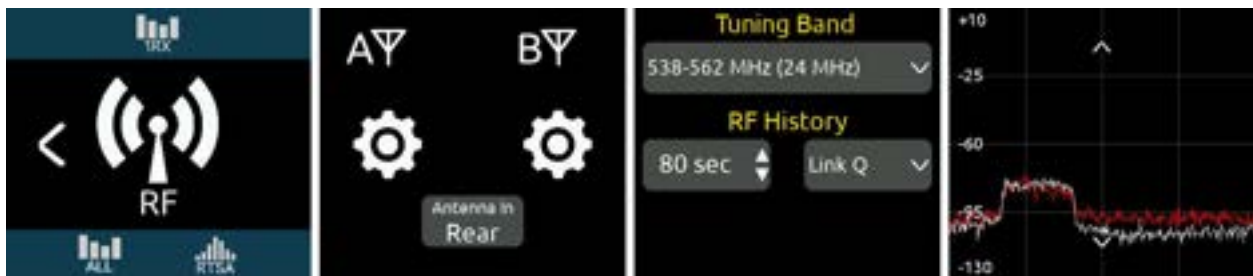 1RX
RF
ALL
RTSA
A
B
Antenna In
Rear
Tuning Band
538-562 MHz (24 MHz)
RF History
80 sec
Link Q
+10
-25
-60
-95
-130